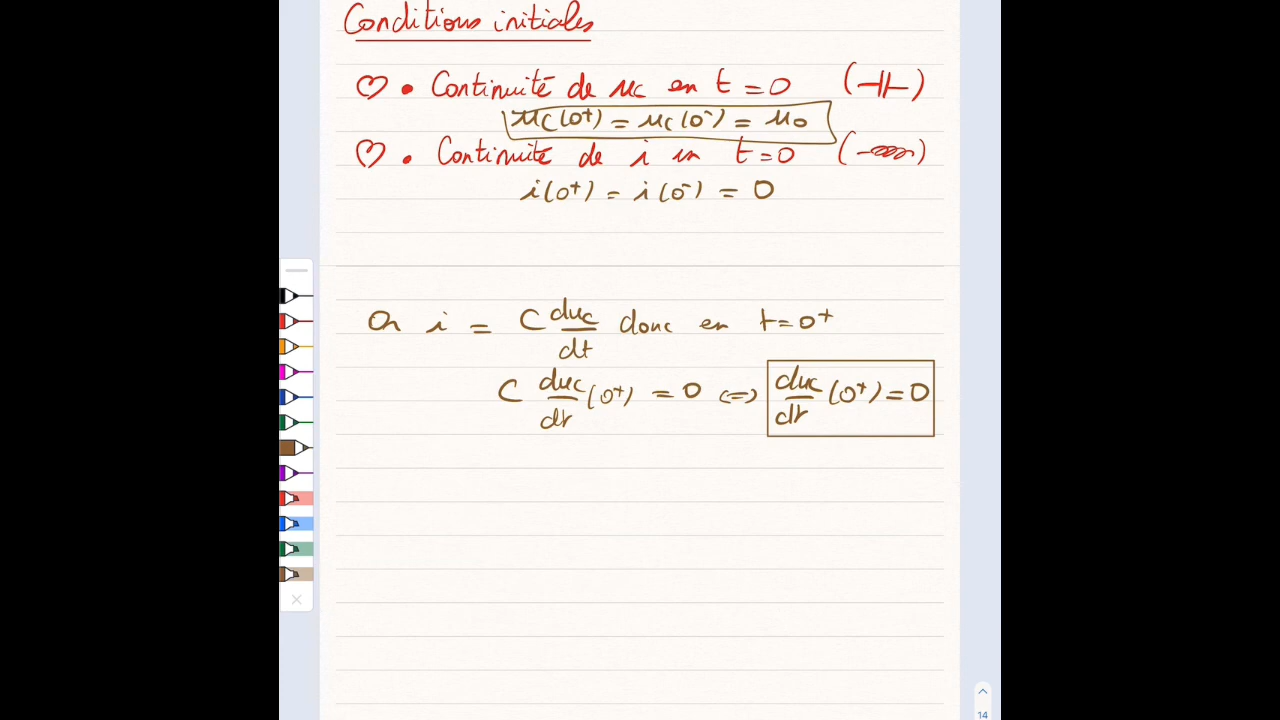 Conditions initiales
♡ • Continuité de uc en t = 0 (⊣⊢)
uc(0⁺) = uc(0⁻) = u₀
♡ • Continuité de i en t = 0 ( )
i(0⁺) = i(0⁻) = 0
Or i = C duc/dt donc en t = 0⁺
C duc/dt (0⁺) = 0 <=> duc/dt (0⁺) = 0
14